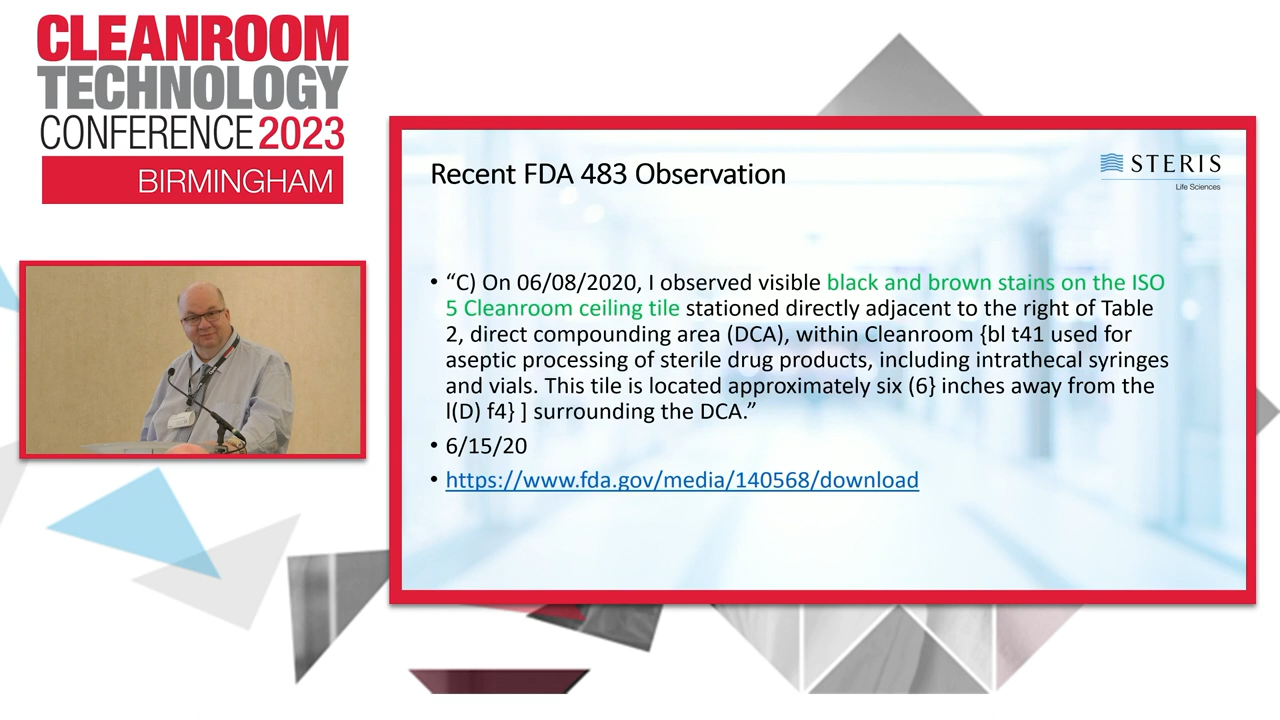 CLEANROOM
TECHNOLOGY
CONFERENCE 2023
BIRMINGHAM
Recent FDA 483 Observation
STERIS
Life Sciences
• “C) On 06/08/2020, I observed visible black and brown stains on the ISO
5 Cleanroom ceiling tile stationed directly adjacent to the right of Table
2, direct compounding area (DCA), within Cleanroom {bl t41 used for
aseptic processing of sterile drug products, including intrathecal syringes
and vials. This tile is located approximately six (6} inches away from the
l(D) f4} ] surrounding the DCA.”
• 6/15/20
• https://www.fda.gov/media/140568/download